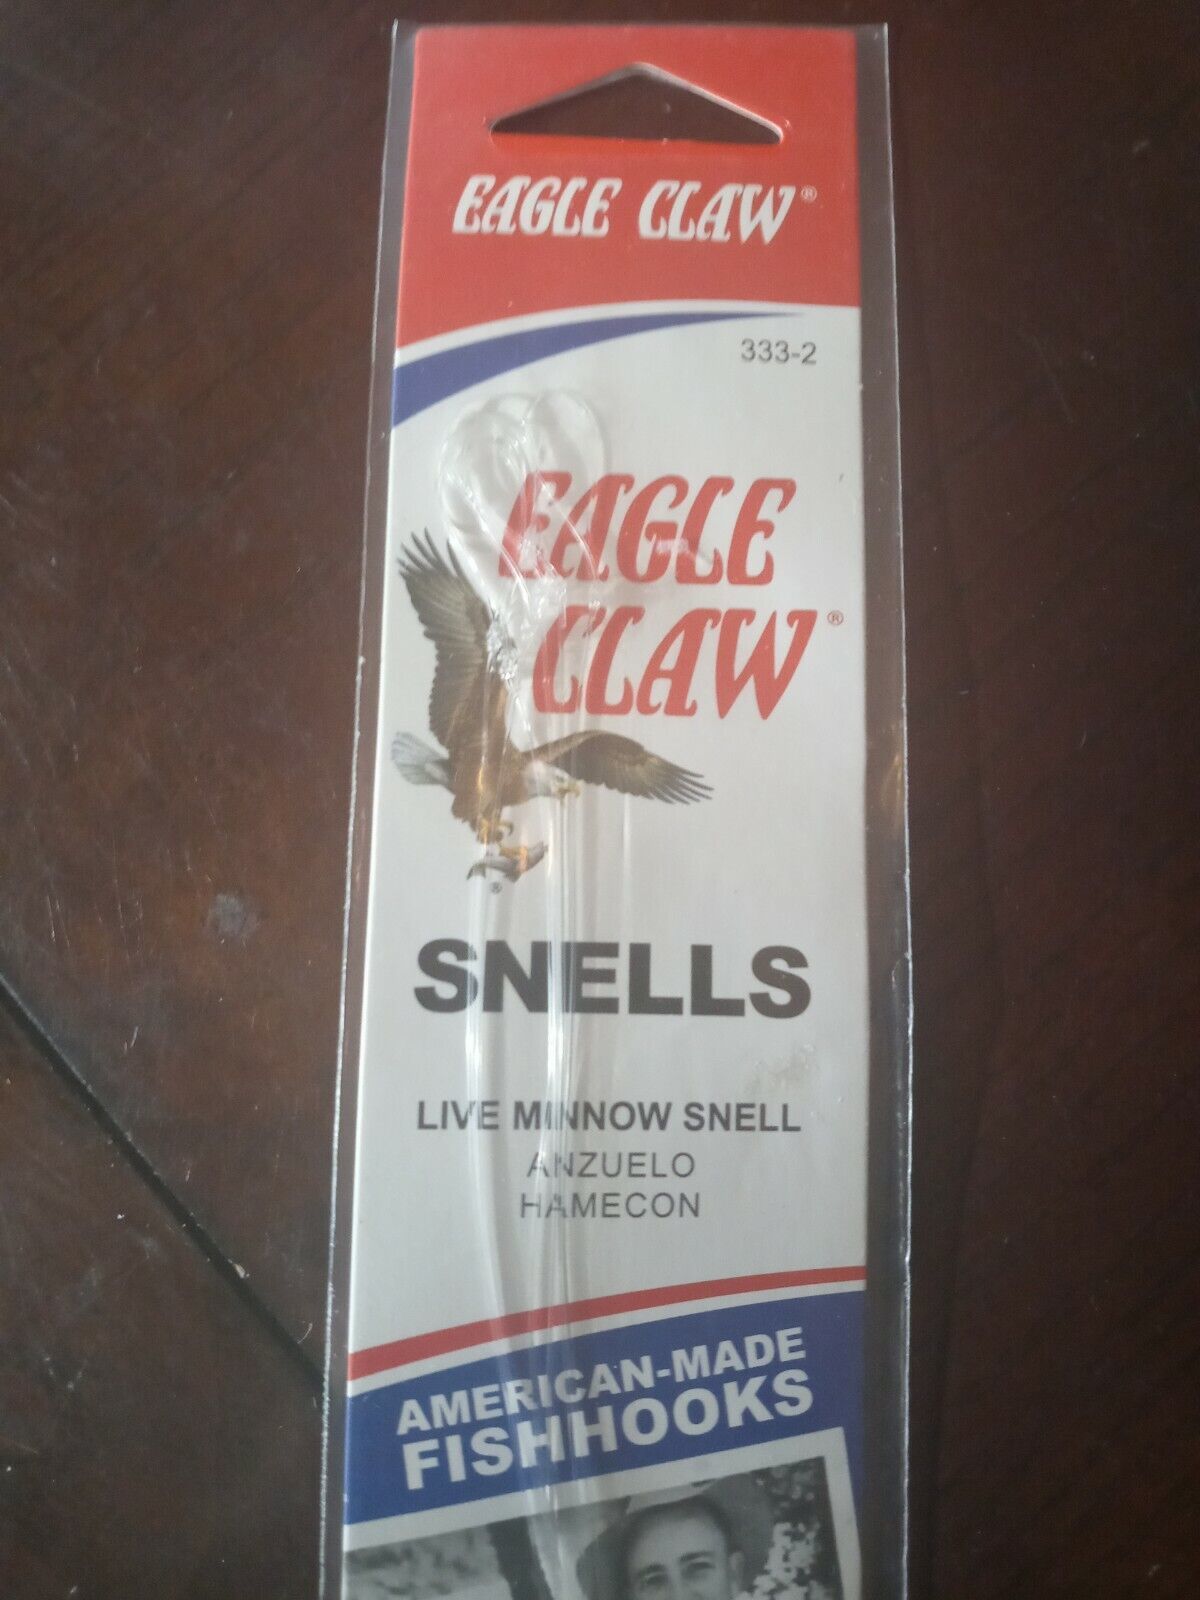 EAGLE CLAW®
333-2
EAGLE
CLAW®
®
SNELLS
LIVE MINNOW SNELL
ANZUELO
HAMECON
AMERICAN-MADE
FISHHOOKS